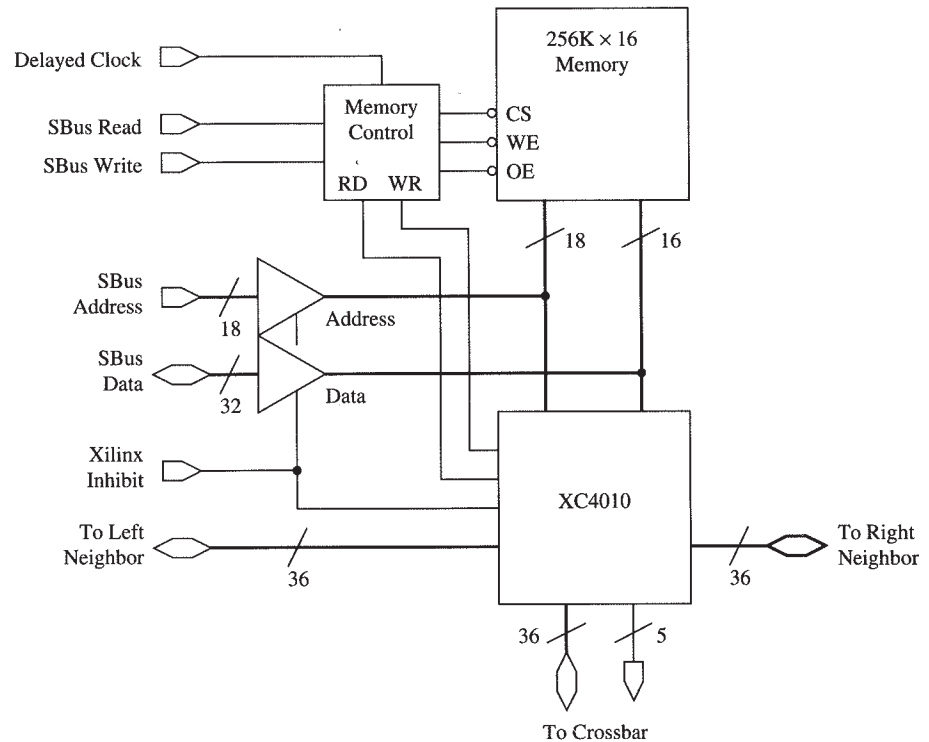 256K × 16
Memory
Delayed Clock
Memory
Control
CS
SBus Read
WE
SBus Write
OE
RD WR
18
16
SBus
Address
18
Address
SBus
Data
32
Data
Xilinx
Inhibit
XC4010
To Left
Neighbor
36
To Right
Neighbor
36
36
5
To Crossbar